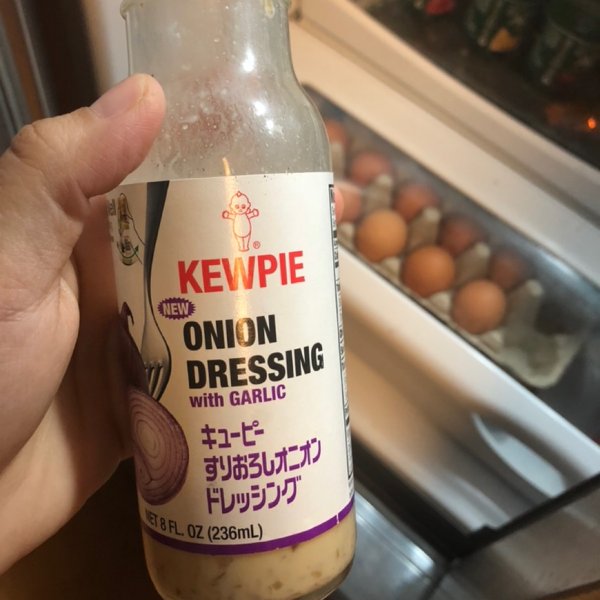 ®
KEWPIE
NEW
ONION
DRESSING
with GARLIC
キューピー
すりおろしオニオン
ドレッシング
NET 8 FL. OZ (236mL)